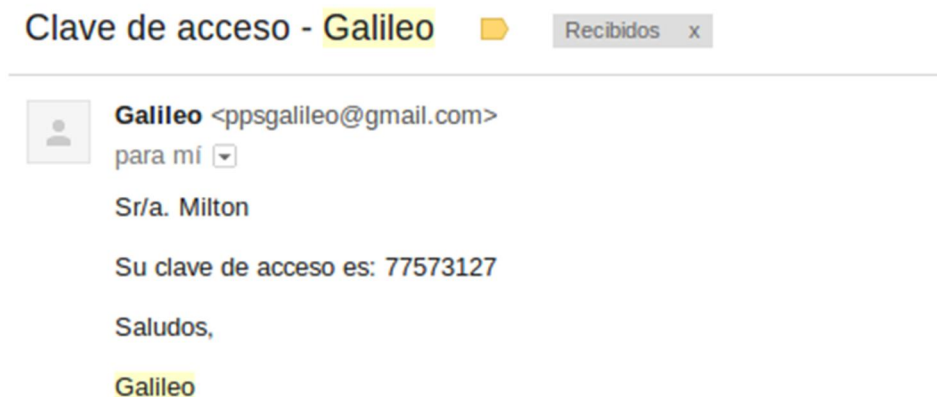 Clave de acceso - Galileo Recibidos x
Galileo <ppsgalileo@gmail.com>
para mí
Sr/a. Milton
Su clave de acceso es: 77573127
Saludos,
Galileo